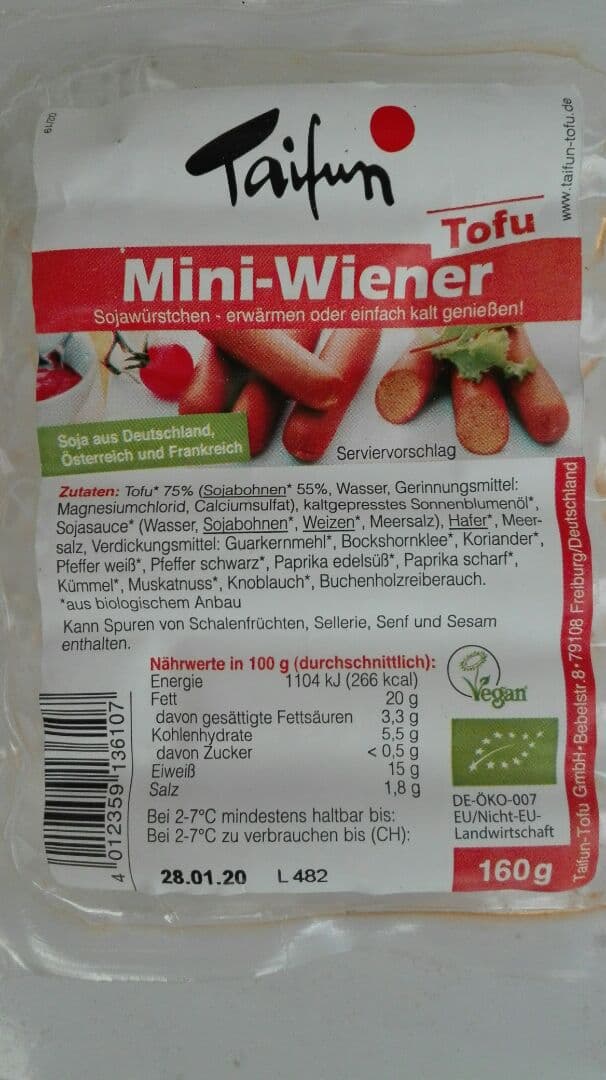 02/19
Taifun
www.taifun-tofu.de
Tofu
Mini-Wiener
Sojawürstchen - erwärmen oder einfach kalt genießen!
Soja aus Deutschland,
Österreich und Frankreich
Serviervorschlag
Zutaten: Tofu* 75% (Sojabohnen* 55%, Wasser, Gerinnungsmittel:
Magnesiumchlorid, Calciumsulfat), kaltgepresstes Sonnenblumenöl*,
Sojasauce* (Wasser, Sojabohnen*, Weizen*, Meersalz), Hafer*, Meer-
salz, Verdickungsmittel: Guarkernmehl*, Bockshornklee*, Koriander*,
Pfeffer weiß*, Pfeffer schwarz*, Paprika edelsüß*, Paprika scharf*,
Kümmel*, Muskatnuss*, Knoblauch*, Buchenholzreiberauch.
*aus biologischem Anbau
Kann Spuren von Schalenfrüchten, Sellerie, Senf und Sesam
enthalten.
Nährwerte in 100 g (durchschnittlich):
Energie 1104 kJ (266 kcal)
Fett 20 g
davon gesättigte Fettsäuren 3,3 g
Kohlenhydrate 5,5 g
davon Zucker < 0,5 g
Eiweiß 15 g
Salz 1,8 g
Bei 2-7°C mindestens haltbar bis:
Bei 2-7°C zu verbrauchen bis (CH):
28.01.20 L 482
4 012359 136107
Vegan
DE-ÖKO-007
EU/Nicht-EU-
Landwirtschaft
160g
Taifun-Tofu GmbH•Bebelstr.8•79108 Freiburg/Deutschland